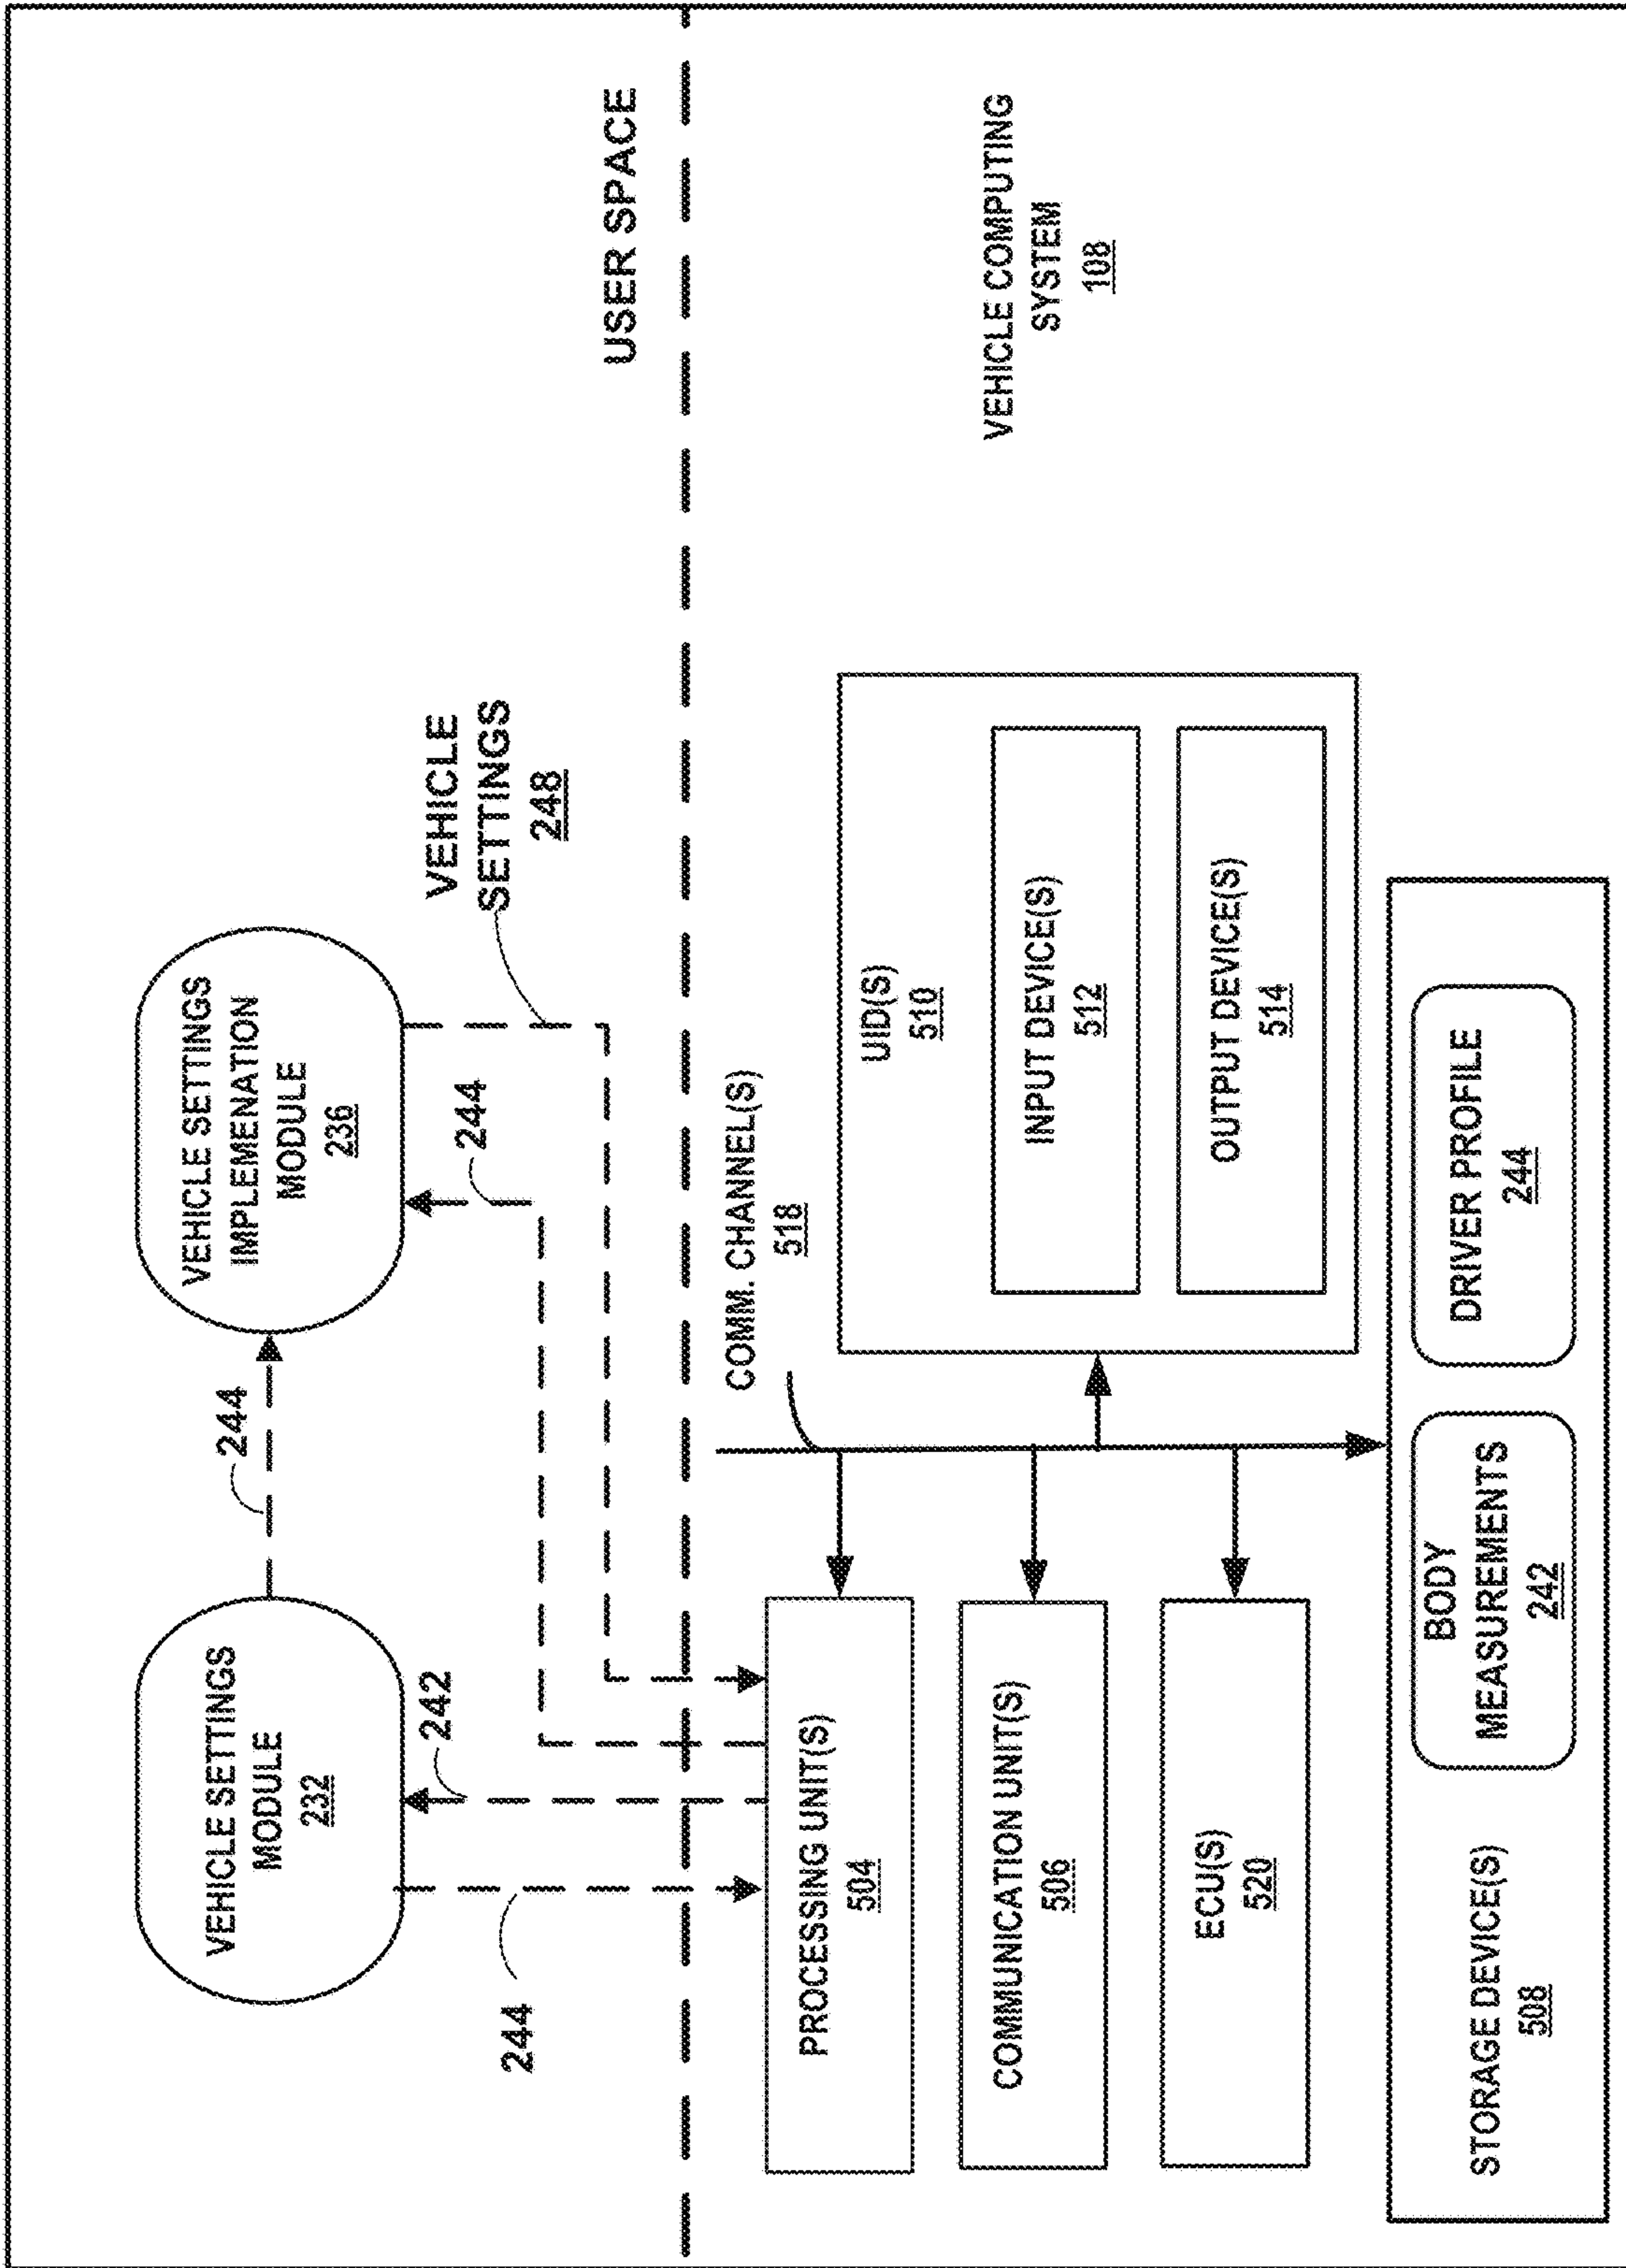 VEHICLE SETTINGS
MODULE
232
244
VEHICLE SETTINGS
IMPLEMENATION
MODULE
236
244
242
244
VEHICLE
SETTINGS
248
USER SPACE
COMM. CHANNEL(S)
518
PROCESSING UNIT(S)
504
COMMUNICATION UNIT(S)
506
ECU(S)
520
UID(S)
510
INPUT DEVICE(S)
512
OUTPUT DEVICE(S)
514
VEHICLE COMPUTING
SYSTEM
108
STORAGE DEVICE(S)
508
BODY
MEASUREMENTS
242
DRIVER PROFILE
244